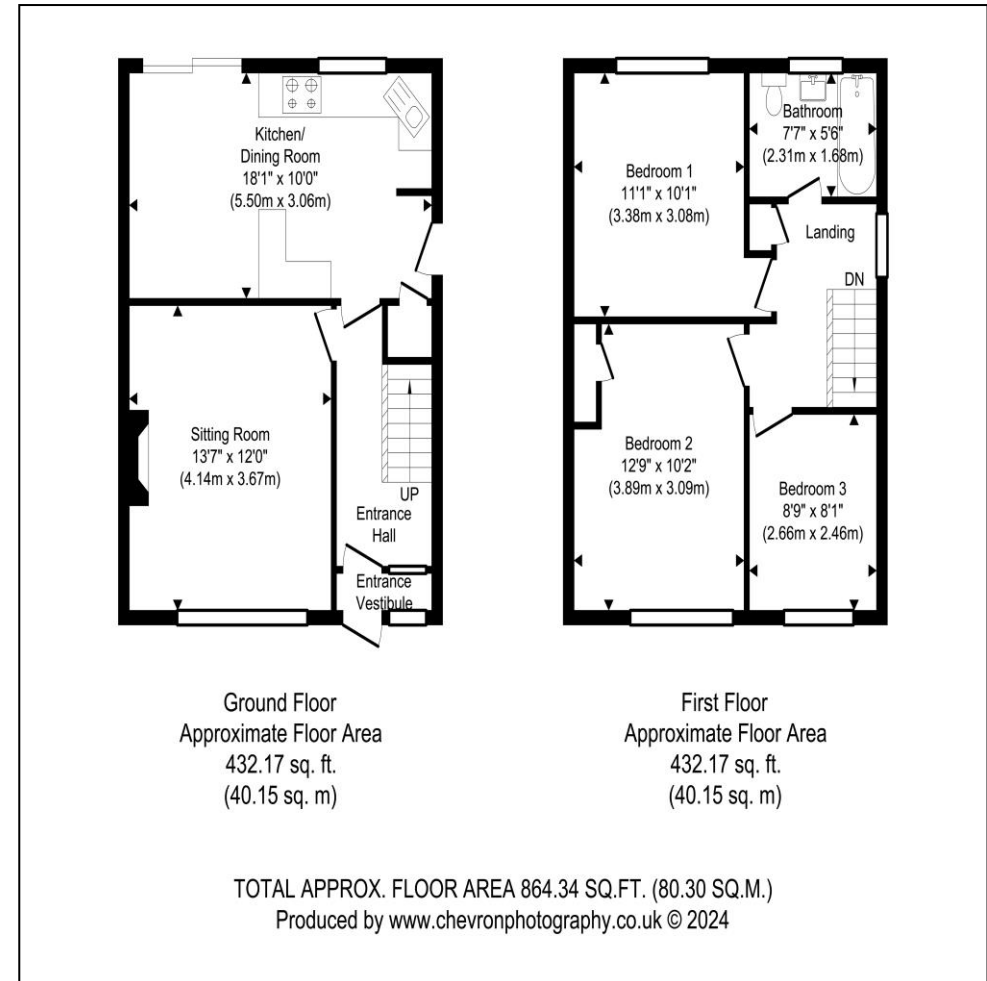 Kitchen/
Dining Room
18'1" x 10'0"
(5.50m x 3.06m)
Sitting Room
13'7" x 12'0"
(4.14m x 3.67m)
UP
Entrance
Hall
Entrance
Vestibule
Ground Floor
Approximate Floor Area
432.17 sq. ft.
(40.15 sq. m)
Bathroom
7'7" x 5'6"
(2.31m x 1.68m)
Bedroom 1
11'1" x 10'1"
(3.38m x 3.08m)
Landing
DN
Bedroom 2
12'9" x 10'2"
(3.89m x 3.09m)
Bedroom 3
8'9" x 8'1"
(2.66m x 2.46m)
First Floor
Approximate Floor Area
432.17 sq. ft.
(40.15 sq. m)
TOTAL APPROX. FLOOR AREA 864.34 SQ.FT. (80.30 SQ.M.)
Produced by www.chevronphotography.co.uk © 2024